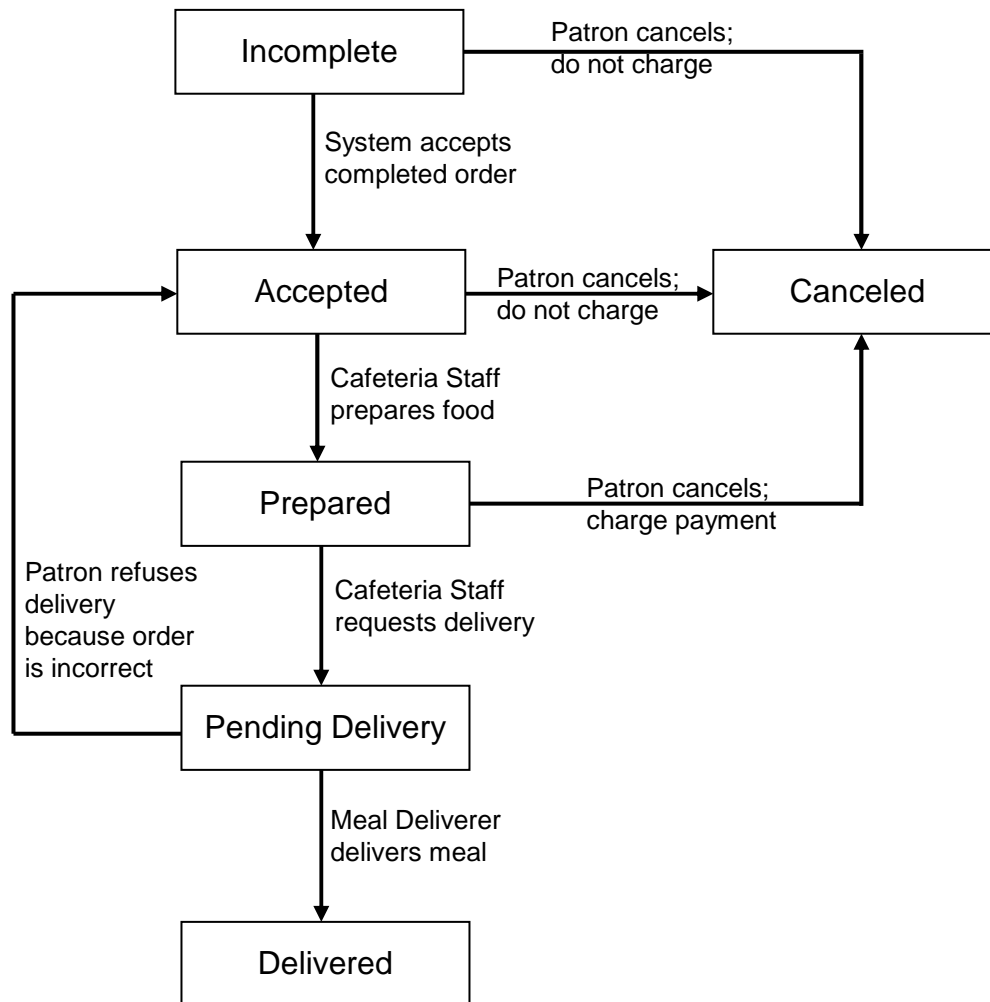 Incomplete
Patron cancels;
do not charge
System accepts
completed order
Accepted
Patron cancels;
do not charge
Canceled
Cafeteria Staff
prepares food
Prepared
Patron cancels;
charge payment
Patron refuses
delivery
because order
is incorrect
Cafeteria Staff
requests delivery
Pending Delivery
Meal Deliverer
delivers meal
Delivered